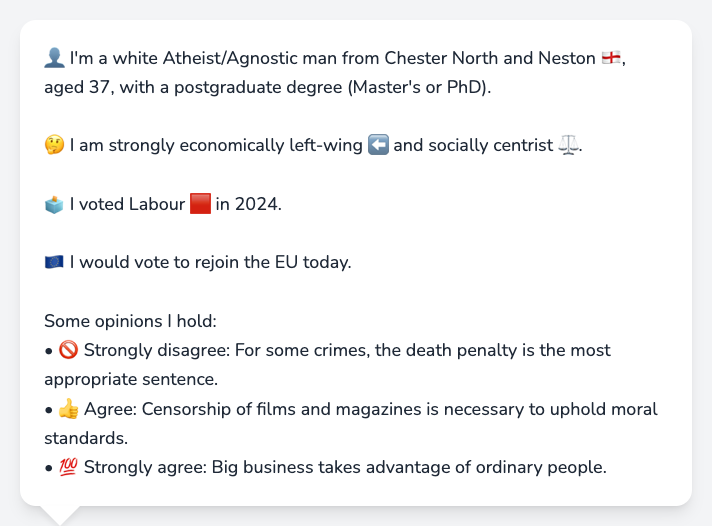 👤 I'm a white Atheist/Agnostic man from Chester North and Neston 🏴󠁧󠁢󠁥󠁮󠁧󠁿,
aged 37, with a postgraduate degree (Master's or PhD).
🤔 I am strongly economically left-wing ⬅️ and socially centrist ⚖️.
🗳️ I voted Labour 🟥 in 2024.
🇪🇺 I would vote to rejoin the EU today.
Some opinions I hold:
• 🚫 Strongly disagree: For some crimes, the death penalty is the most
appropriate sentence.
• 👍 Agree: Censorship of films and magazines is necessary to uphold moral
standards.
• 💯 Strongly agree: Big business takes advantage of ordinary people.